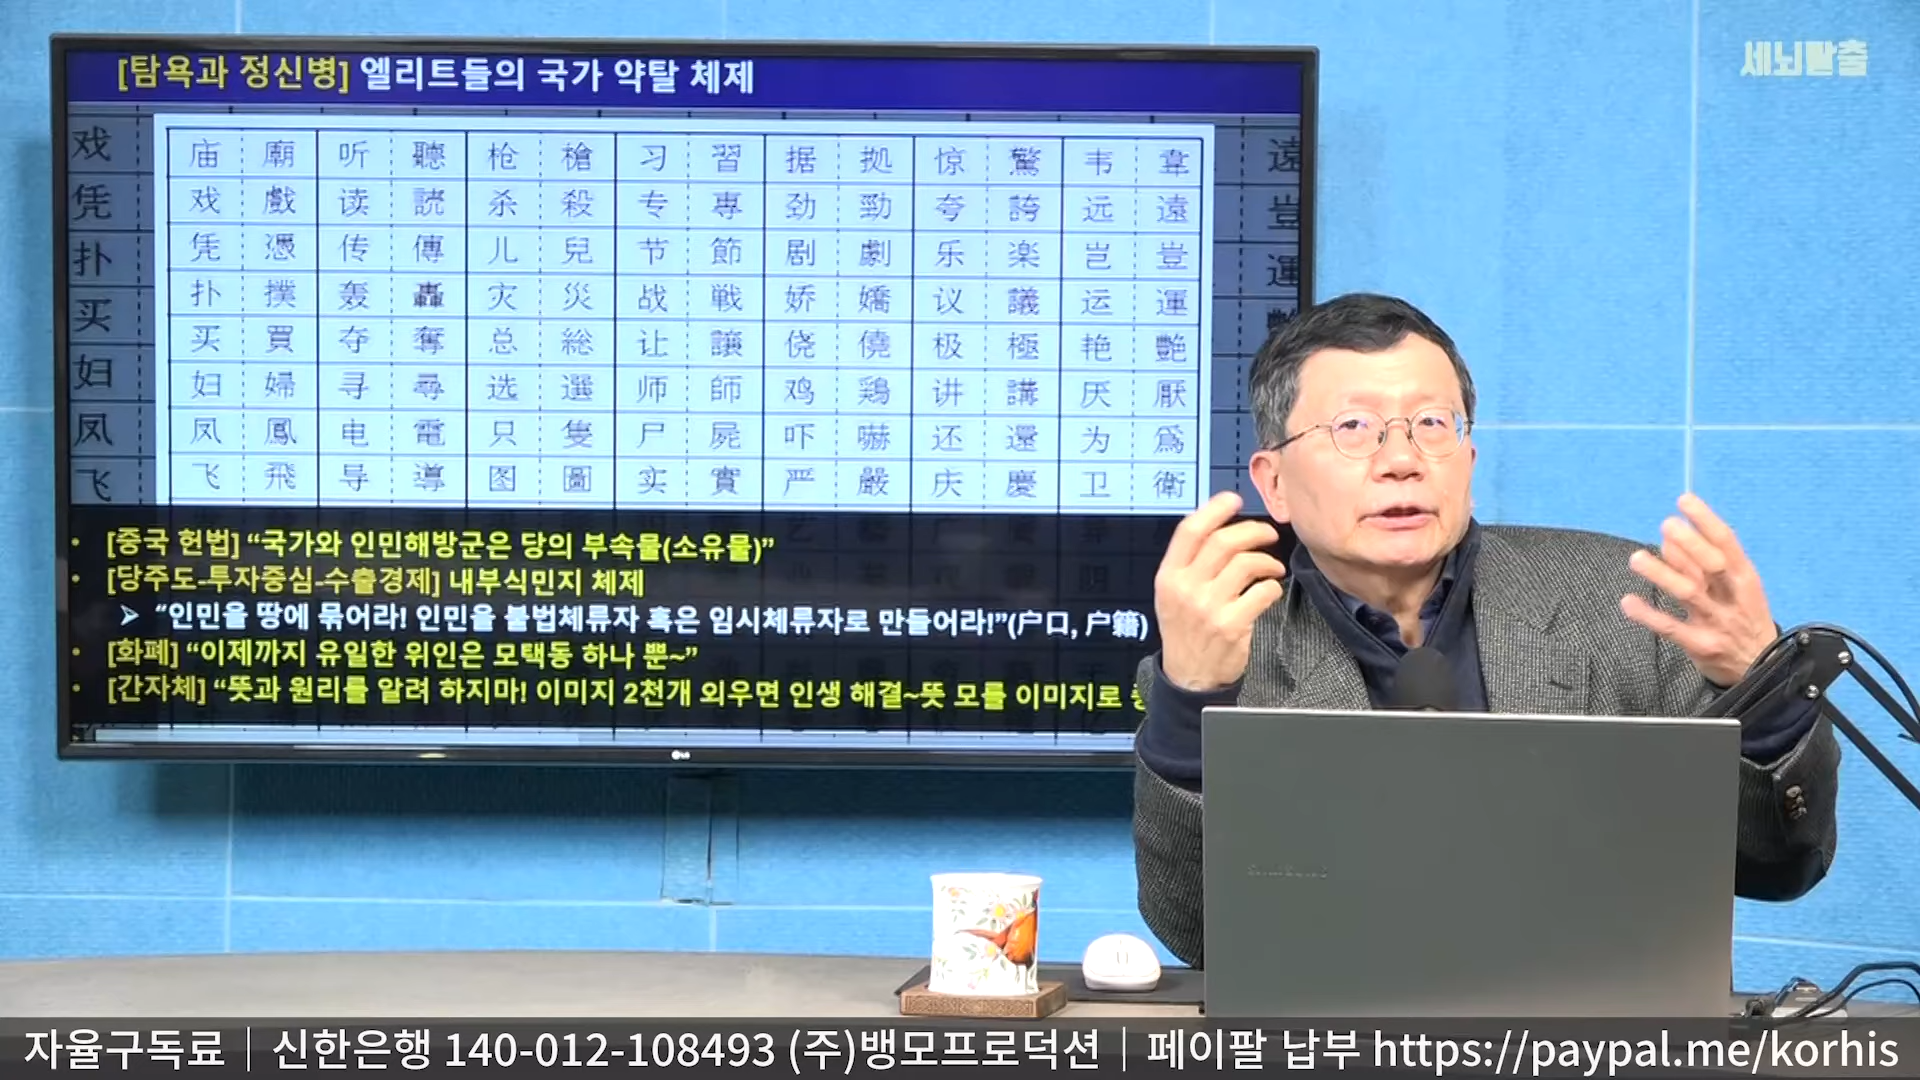 세뇌탈출
[탐욕과 정신병] 엘리트들의 국가 약탈 체제
戏 庙 廟 听 聽 枪 槍 习 習 据 拠 惊 驚 韦 韋 遠
凭 戏 戲 读 読 杀 殺 专 專 劲 勁 夸 誇 远 遠 豈
扑 凭 憑 传 傳 儿 兒 节 節 剧 劇 乐 楽 岂 豈 運
买 扑 撲 轰 轟 灾 災 战 戦 娇 嬌 议 議 运 運
妇 买 買 夺 奪 总 総 让 讓 侥 僥 极 極 艳 艶
凤 妇 婦 寻 尋 选 選 师 師 鸡 鶏 讲 講 厌 厭
飞 凤 鳳 电 電 只 隻 尸 屍 吓 嚇 还 還 为 爲
飞 飛 导 導 图 圖 实 實 严 嚴 庆 慶 卫 衛
• [중국 헌법] “국가와 인민해방군은 당의 부속물(소유물)”
• [당주도-투자중심-수출경제] 내부식민지 체제
➢ “인민을 땅에 묶어라! 인민을 불법체류자 혹은 임시체류자로 만들어라!”(户口, 户籍)
• [화폐] “이제까지 유일한 위인은 모택동 하나 뿐~”
• [간자체] “뜻과 원리를 알려 하지마! 이미지 2천개 외우면 인생 해결~뜻 모를 이미지로
LG
SAMSUNG
자율구독료｜신한은행 140-012-108493 (주)뱅모프로덕션｜페이팔 납부 https://paypal.me/korhis